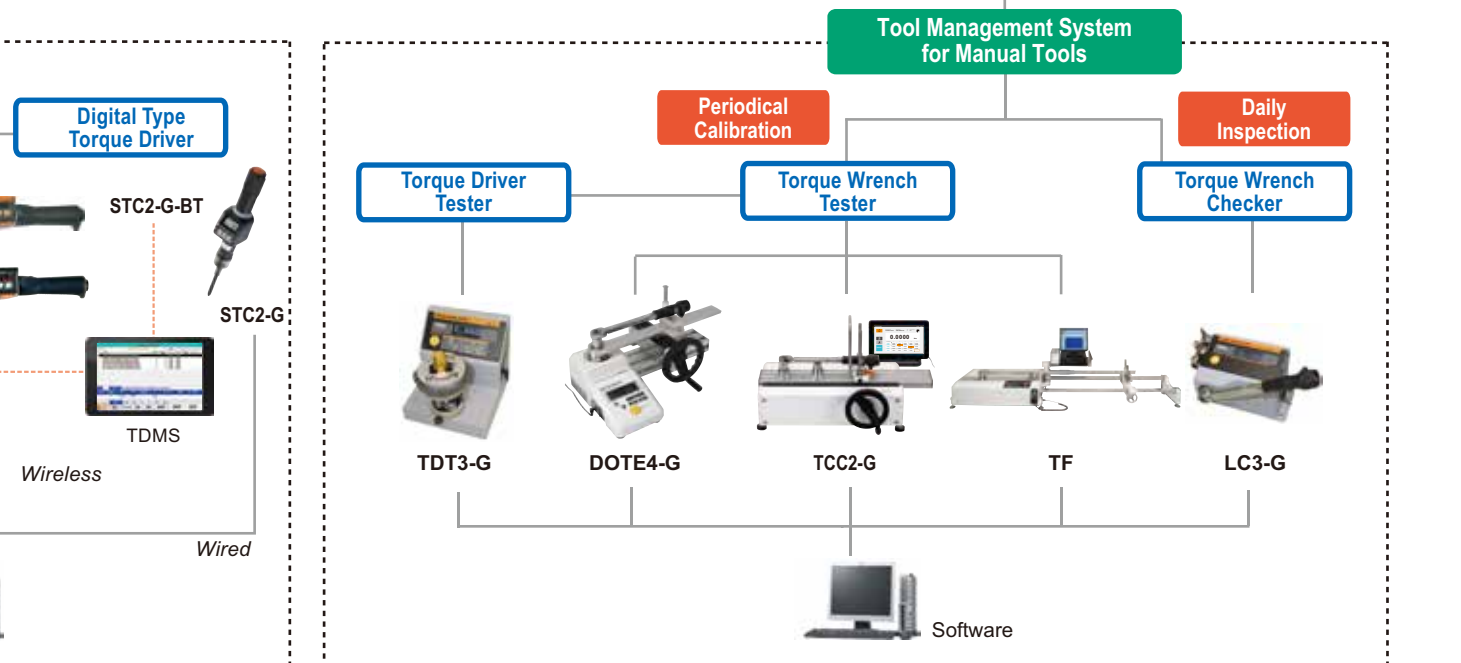 Tool Management System
for Manual Tools
Digital Type
Torque Driver
STC2-G-BT
STC2-G
TDMS
Wireless
Wired
Periodical
Calibration
Daily
Inspection
Torque Driver
Tester
Torque Wrench
Tester
Torque Wrench
Checker
0.0000
TDT3-G
DOTE4-G
TCC2-G
TF
LC3-G
Software